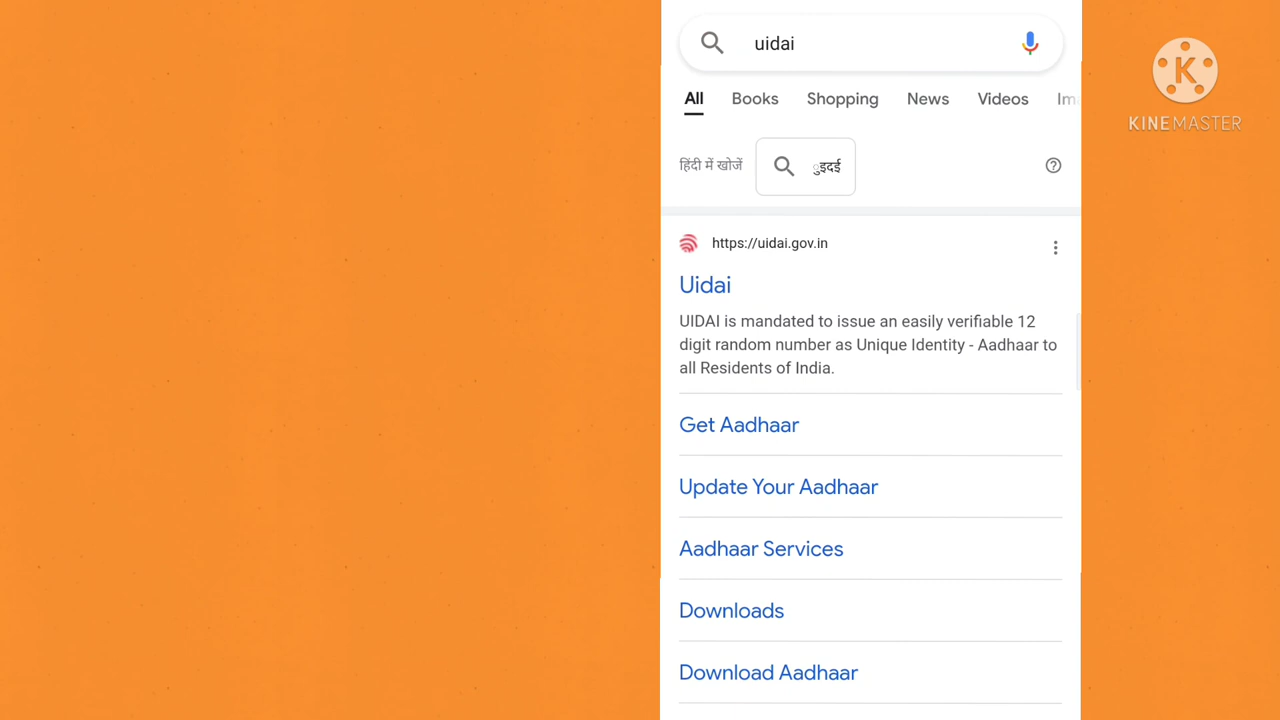 uidai
All Books Shopping News Videos Im
KINEMASTER
हिंदी में खोजें ुइदई
https://uidai.gov.in
Uidai
UIDAI is mandated to issue an easily verifiable 12
digit random number as Unique Identity - Aadhaar to
all Residents of India.
Get Aadhaar
Update Your Aadhaar
Aadhaar Services
Downloads
Download Aadhaar